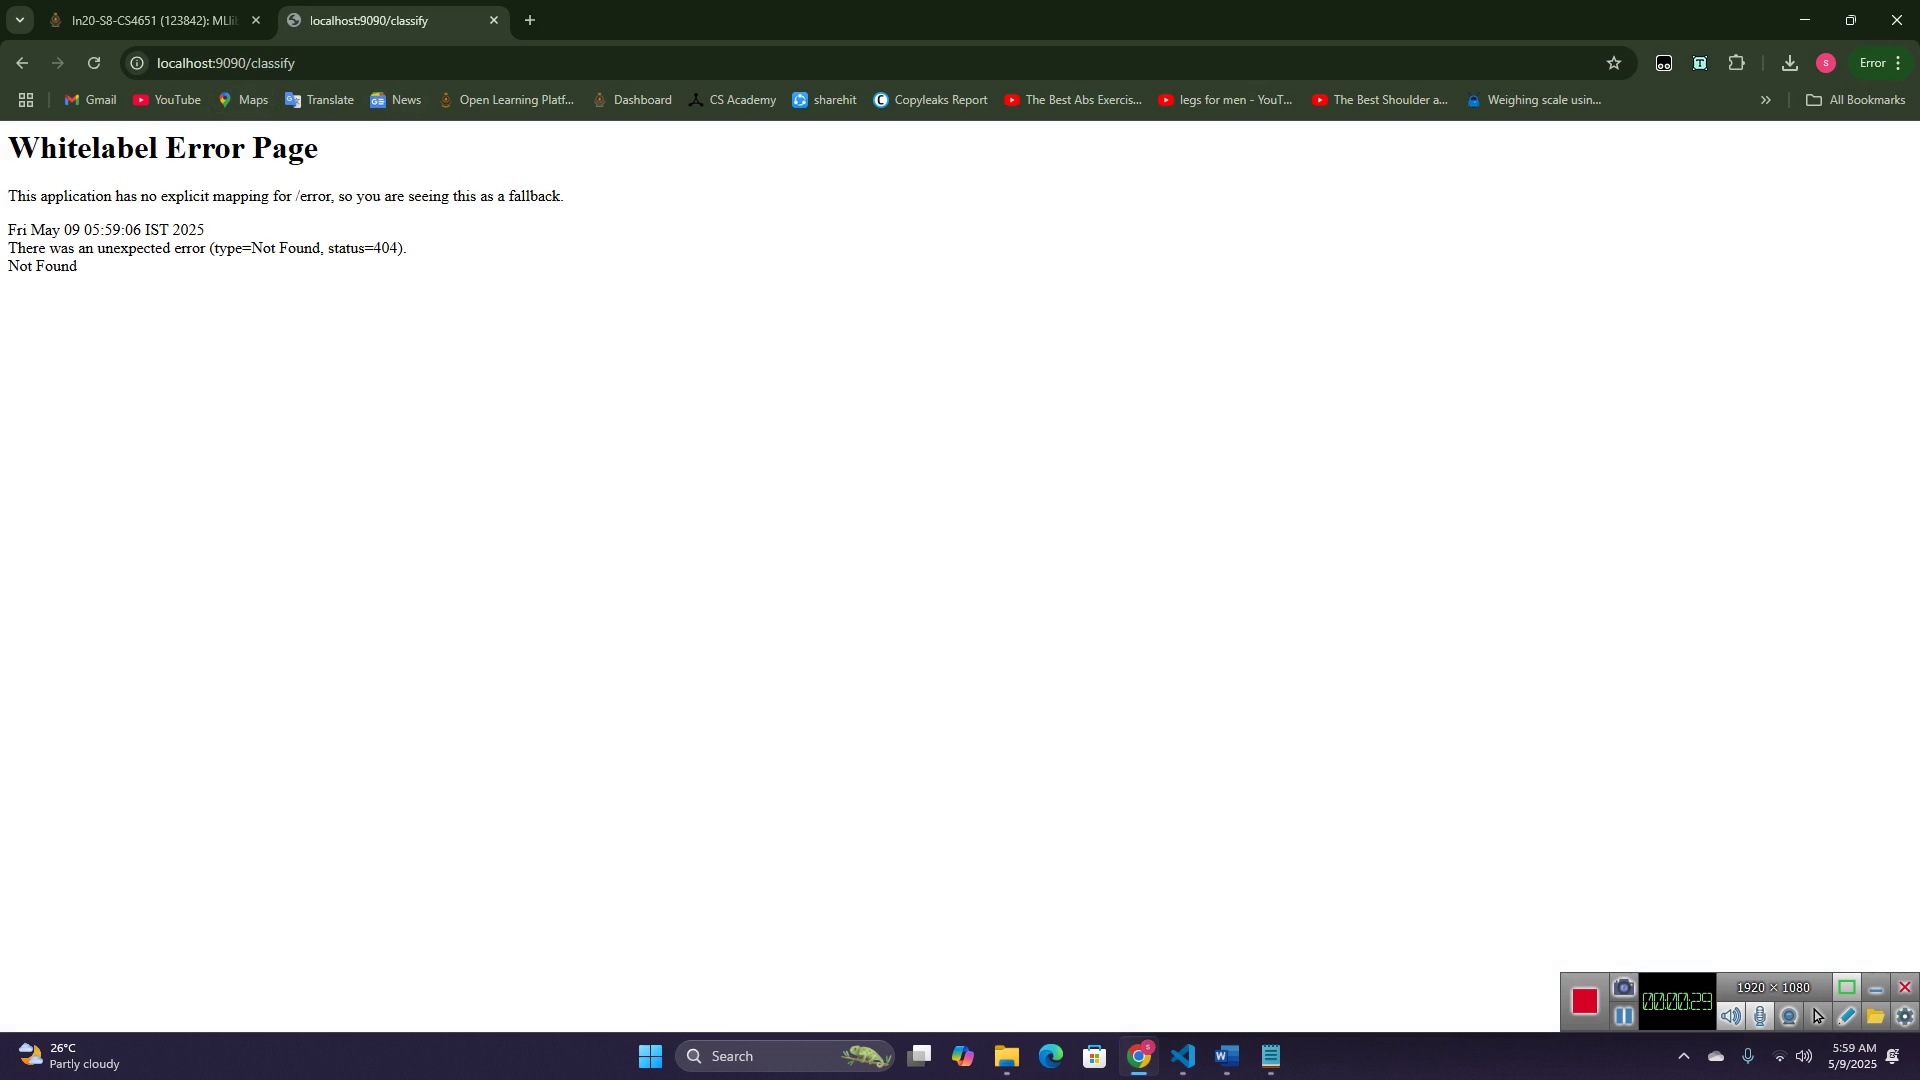 In20-S8-CS4651 (123842): MLli
localhost:9090/classify
localhost:9090/classify
S
Error
Gmail
YouTube
Maps
Translate
News
Open Learning Platf...
Dashboard
CS Academy
sharehit
Copyleaks Report
The Best Abs Exercis...
legs for men - YouT...
The Best Shoulder a...
Weighing scale usin...
All Bookmarks
Whitelabel Error Page
This application has no explicit mapping for /error, so you are seeing this as a fallback.
Fri May 09 05:59:06 IST 2025
There was an unexpected error (type=Not Found, status=404).
Not Found
1920 × 1080
00:00:29
26°C
Partly cloudy
Search
5:59 AM
5/9/2025